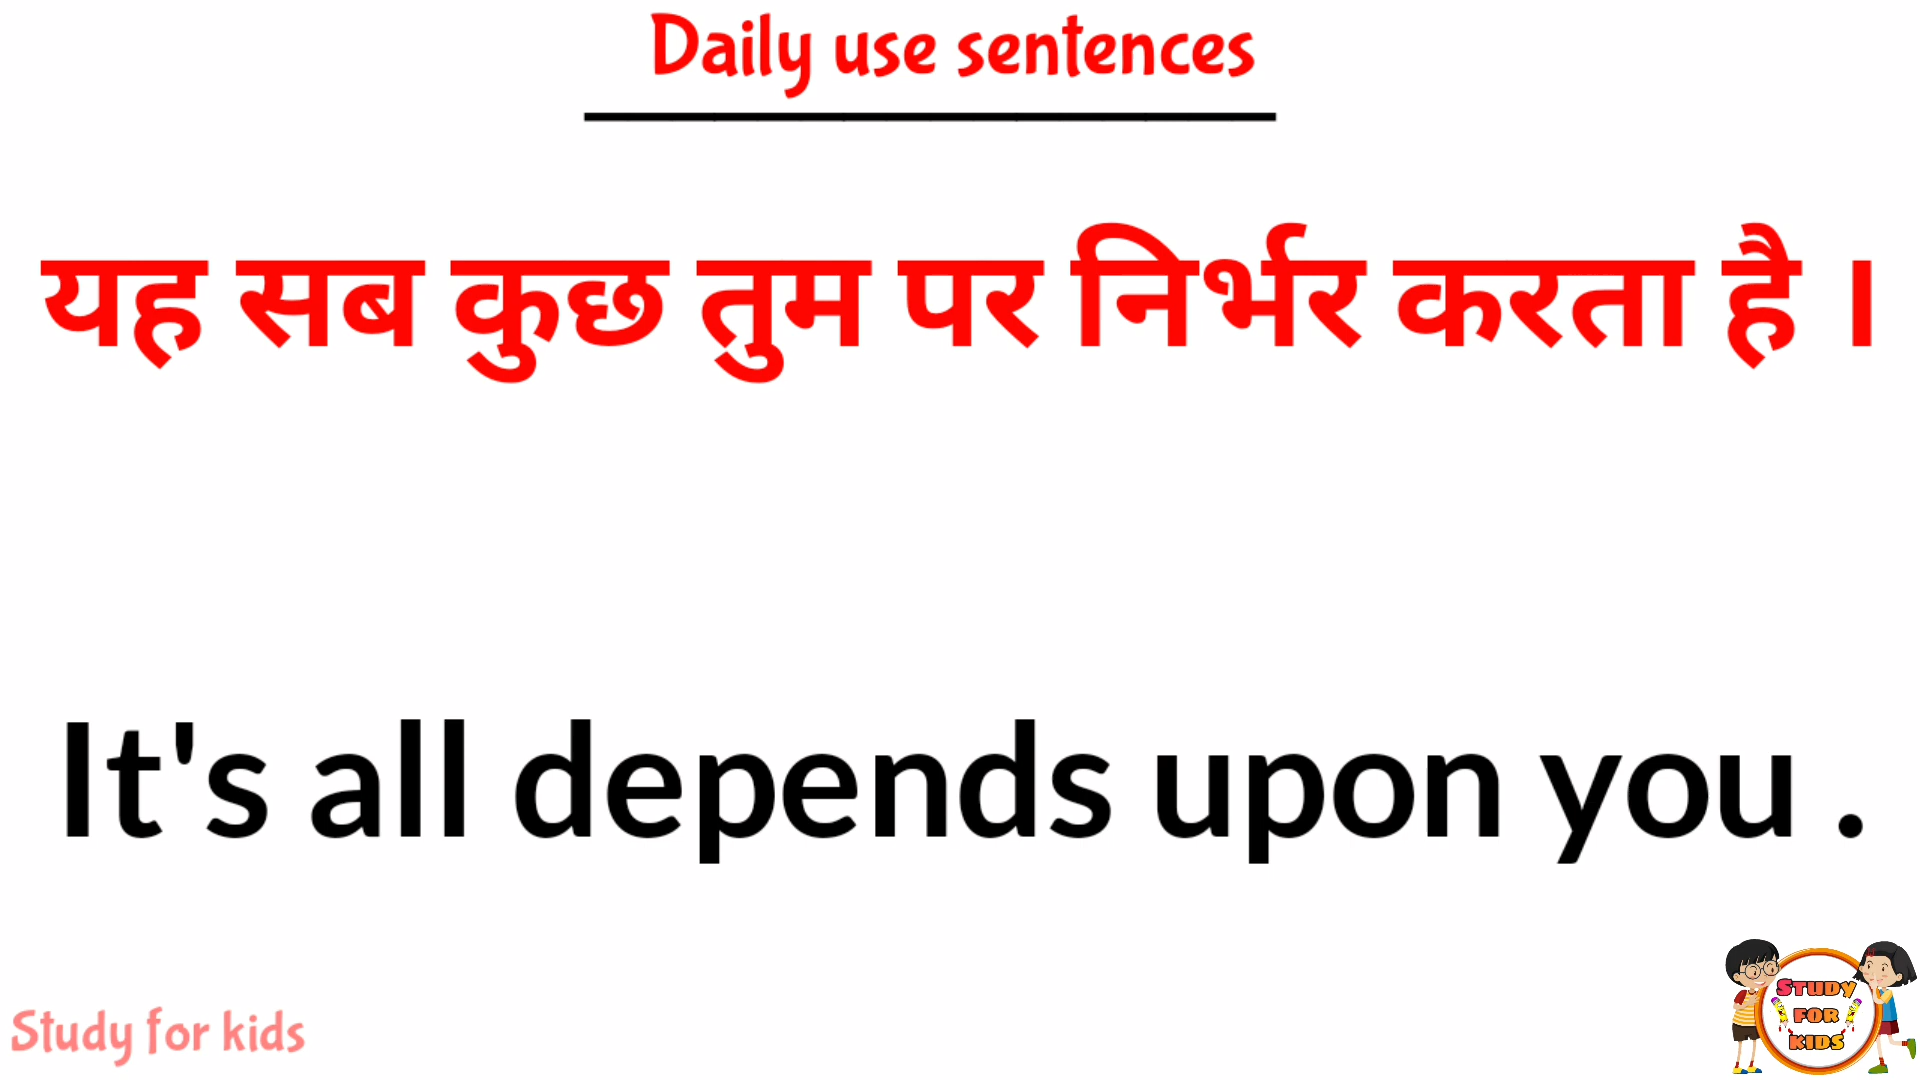 Daily use sentences
यह सब कुछ तुम पर निर्भर करता है ।
It's all depends upon you .
Study for kids
STUDY
FOR
KIDS